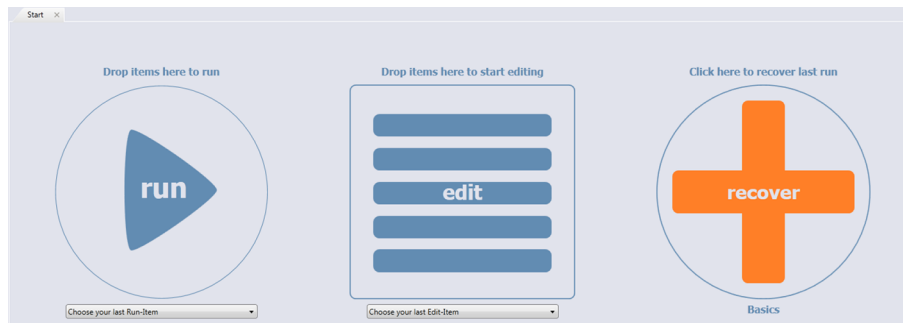 Start
Drop items here to run
Drop items here to start editing
Click here to recover last run
run
edit
recover
Choose your last Run-Item
Choose your last Edit-Item
Basics